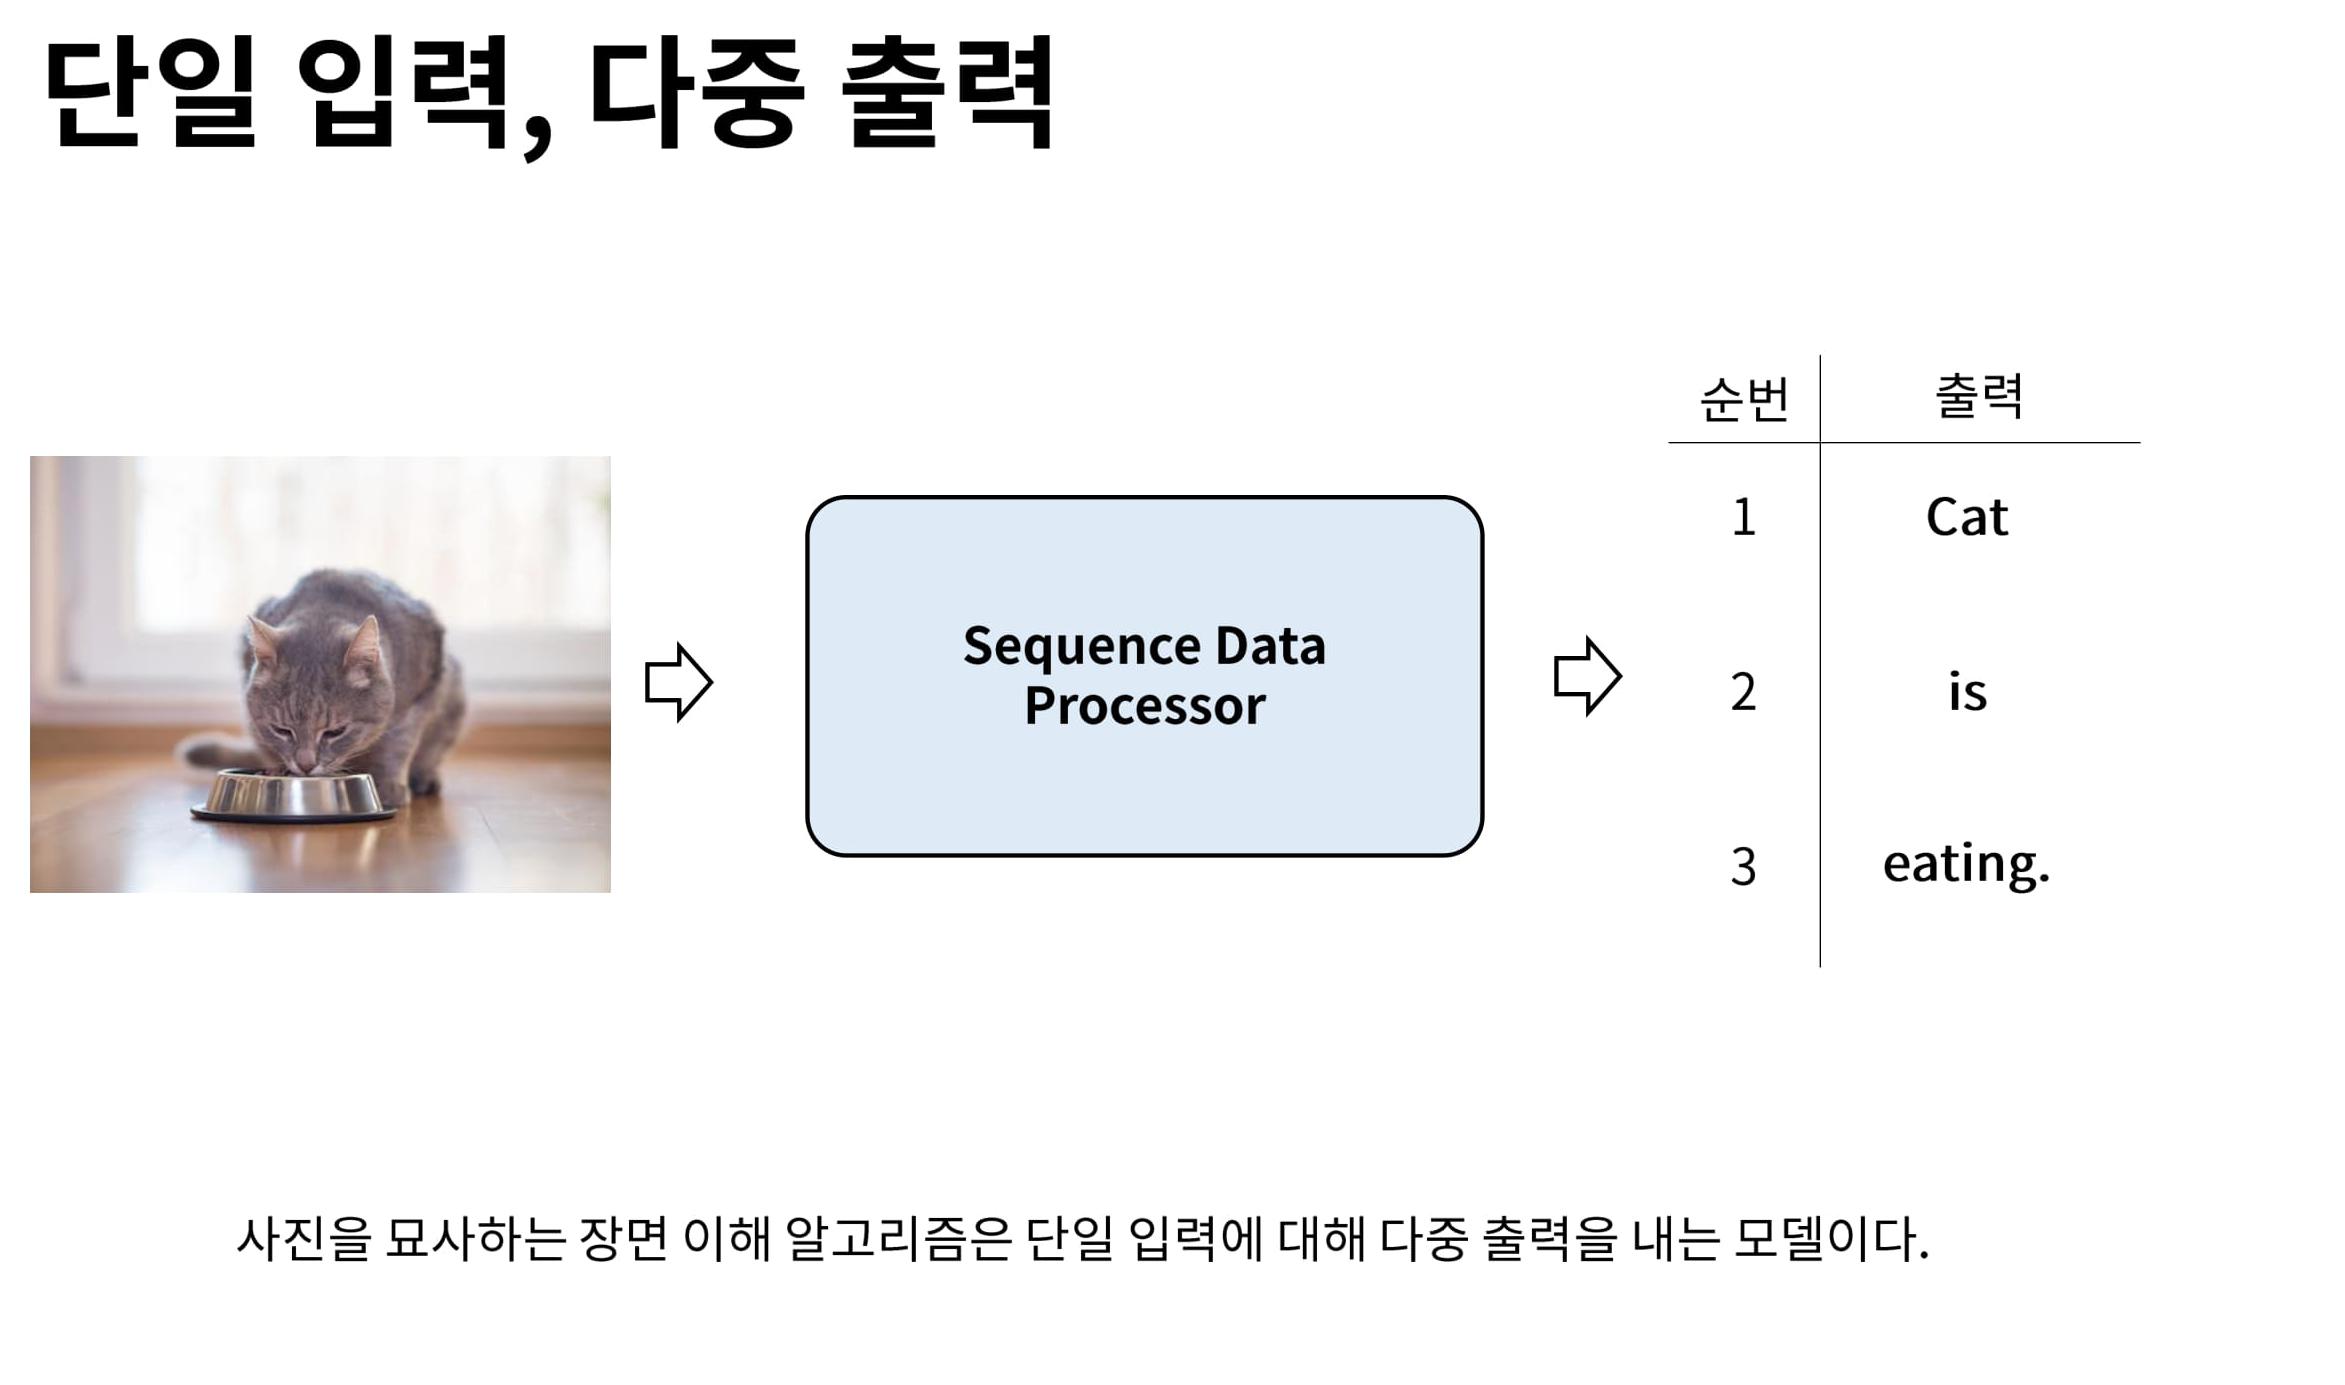 단일 입력, 다중 출력
Sequence Data
Processor
순번 출력
1 Cat
2 is
3 eating.
사진을 묘사하는 장면 이해 알고리즘은 단일 입력에 대해 다중 출력을 내는 모델이다.